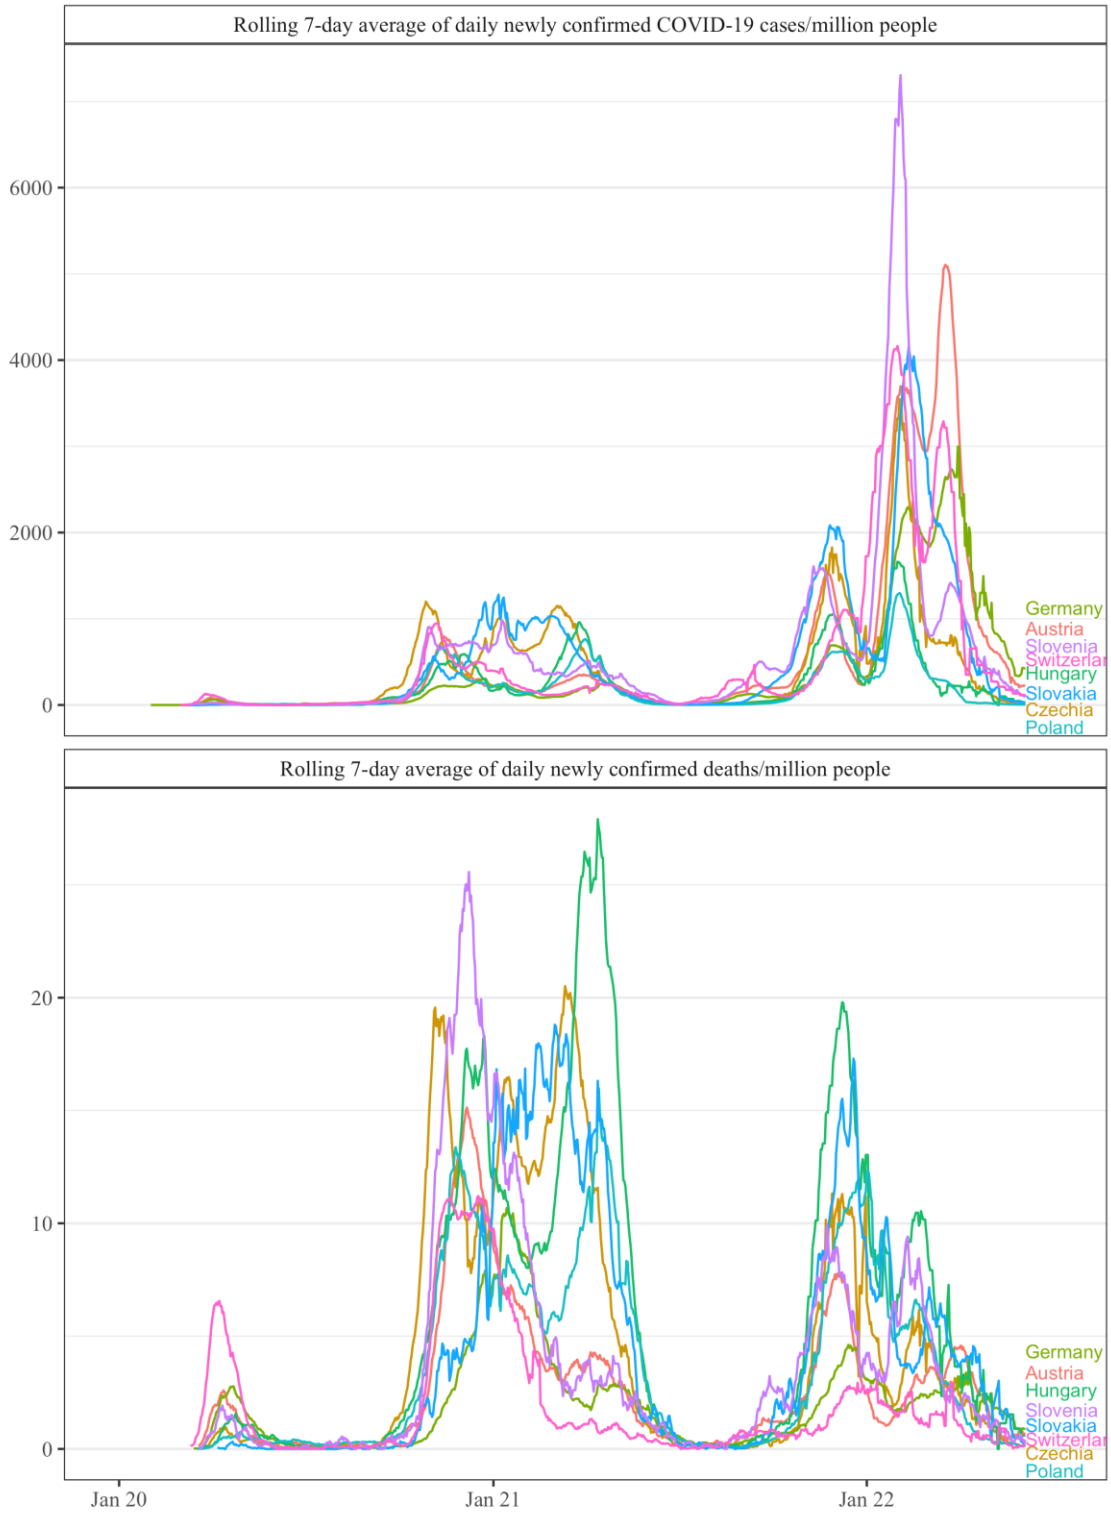 Rolling 7-day average of daily newly confirmed COVID-19 cases/million people
6000
4000
2000
0
Germany
Austria
Slovenia
Switzerlar
Hungary
Slovakia
Czechia
Poland
Rolling 7-day average of daily newly confirmed deaths/million people
20
10
0
Germany
Austria
Hungary
Slovenia
Slovakia
Switzerlar
Czechia
Poland
Jan 20
Jan 21
Jan 22